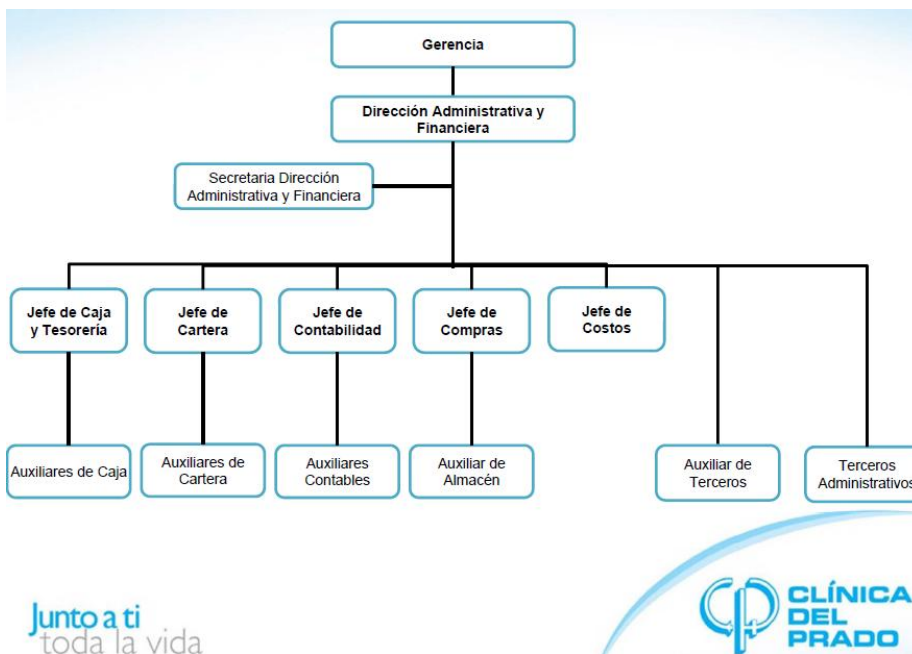 Gerencia
Dirección Administrativa y
Financiera
Secretaria Dirección
Administrativa y Financiera
Jefe de Caja
y Tesorería
Jefe de
Cartera
Jefe de
Contabilidad
Jefe de
Compras
Jefe de
Costos
Auxiliares de Caja
Auxiliares de
Cartera
Auxiliares
Contables
Auxiliar de
Almacén
Auxiliar de
Terceros
Terceros
Administrativos
Junto a ti
toda la vida
CLÍNICA
DEL
PRADO